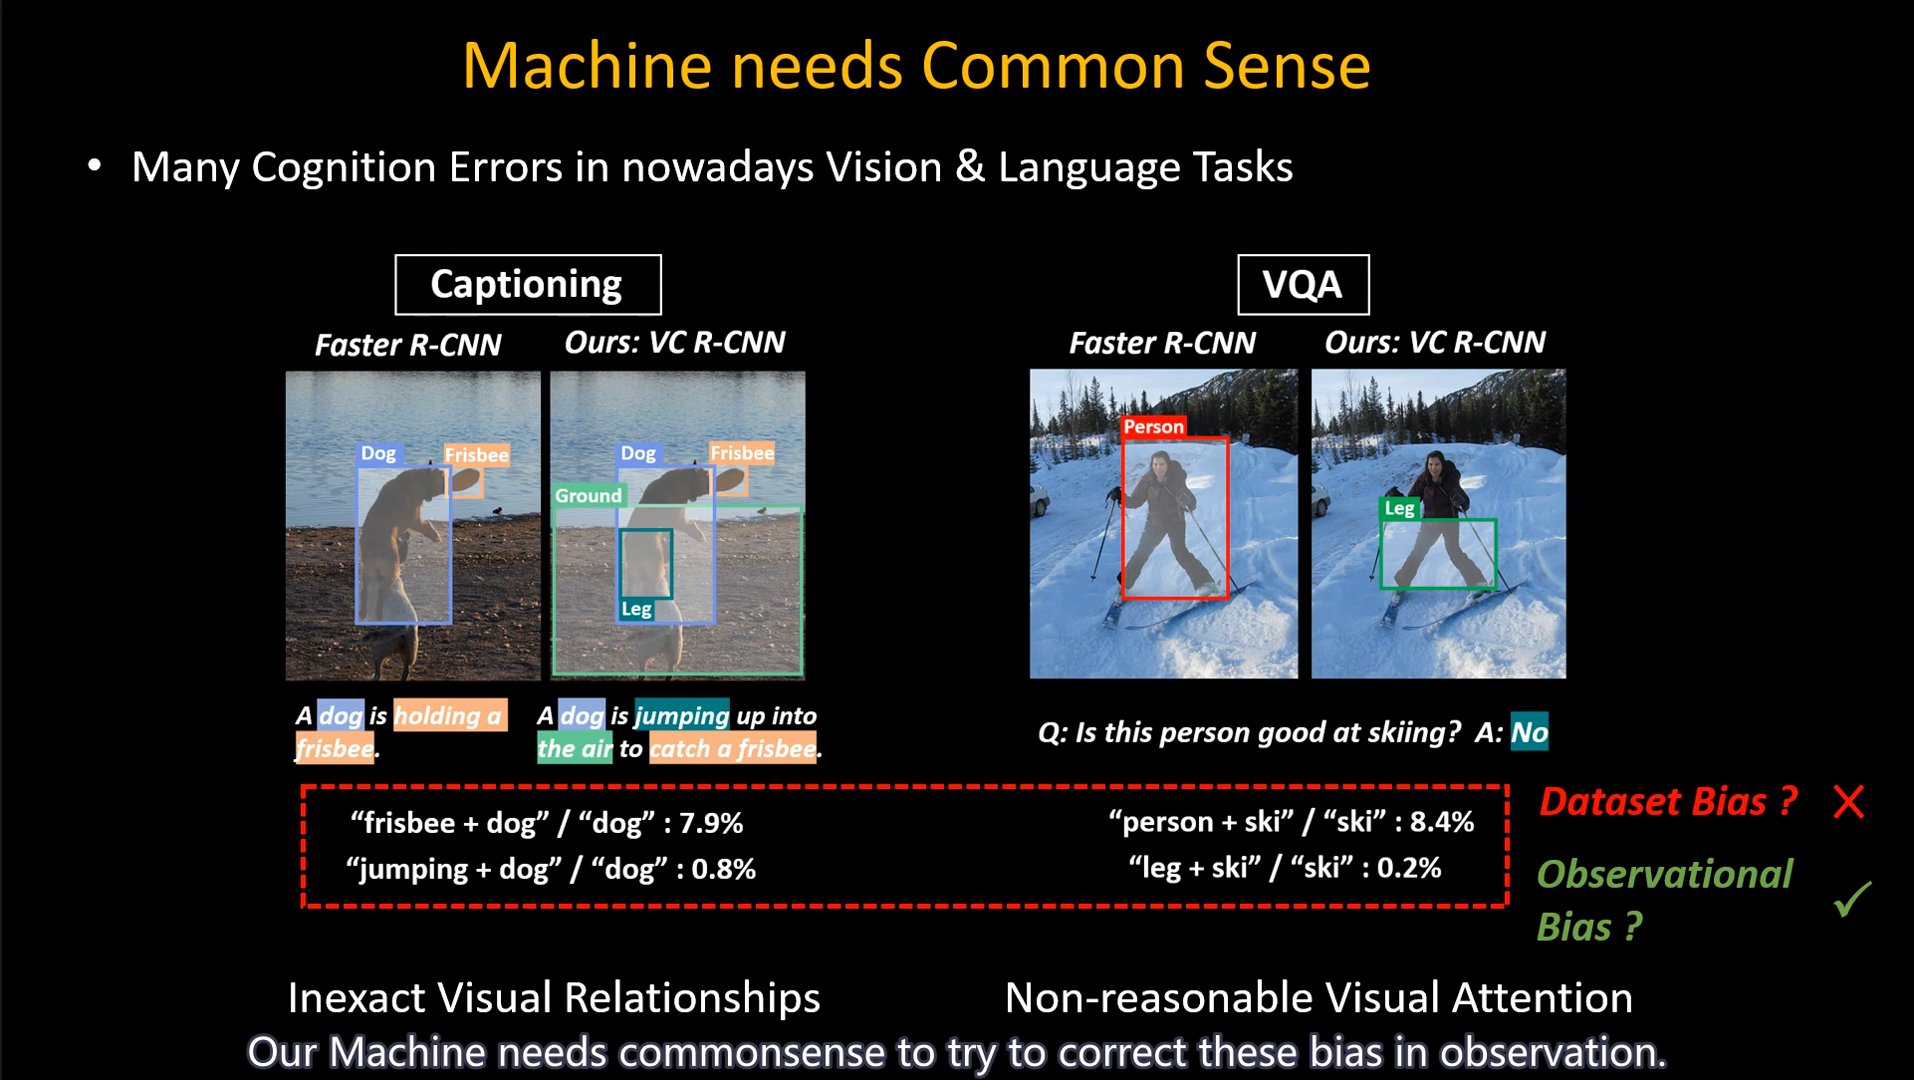 Machine needs Common Sense
• Many Cognition Errors in nowadays Vision & Language Tasks
Captioning
Faster R-CNN
Ours: VC R-CNN
Dog
Frisbee
Dog
Frisbee
Ground
Leg
A dog is holding a
frisbee.
A dog is jumping up into
the air to catch a frisbee.
VQA
Faster R-CNN
Ours: VC R-CNN
Person
Leg
Q: Is this person good at skiing? A: No
“frisbee + dog” / “dog” : 7.9%
“jumping + dog” / “dog” : 0.8%
“person + ski” / “ski” : 8.4%
“leg + ski” / “ski” : 0.2%
Dataset Bias ? X
Observational
Bias ? ✓
Inexact Visual Relationships
Non-reasonable Visual Attention
Our Machine needs commonsense to try to correct these bias in observation.